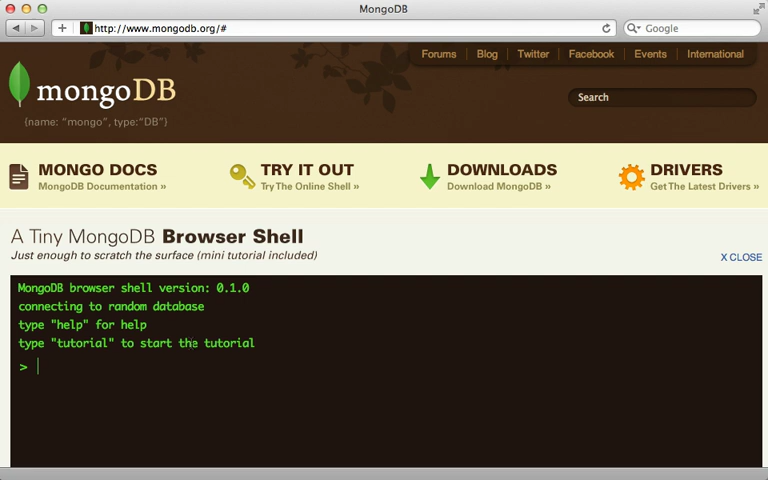 MongoDB
http://www.mongodb.org/#
Google
Forums Blog Twitter Facebook Events International
mongoDB
{name: “mongo”, type:“DB”}
Search
MONGO DOCS
MongoDB Documentation »
TRY IT OUT
Try The Online Shell »
DOWNLOADS
Download MongoDB »
DRIVERS
Get The Latest Drivers »
A Tiny MongoDB Browser Shell
Just enough to scratch the surface (mini tutorial included)
X CLOSE
MongoDB browser shell version: 0.1.0
connecting to random database
type "help" for help
type "tutorial" to start the tutorial
>